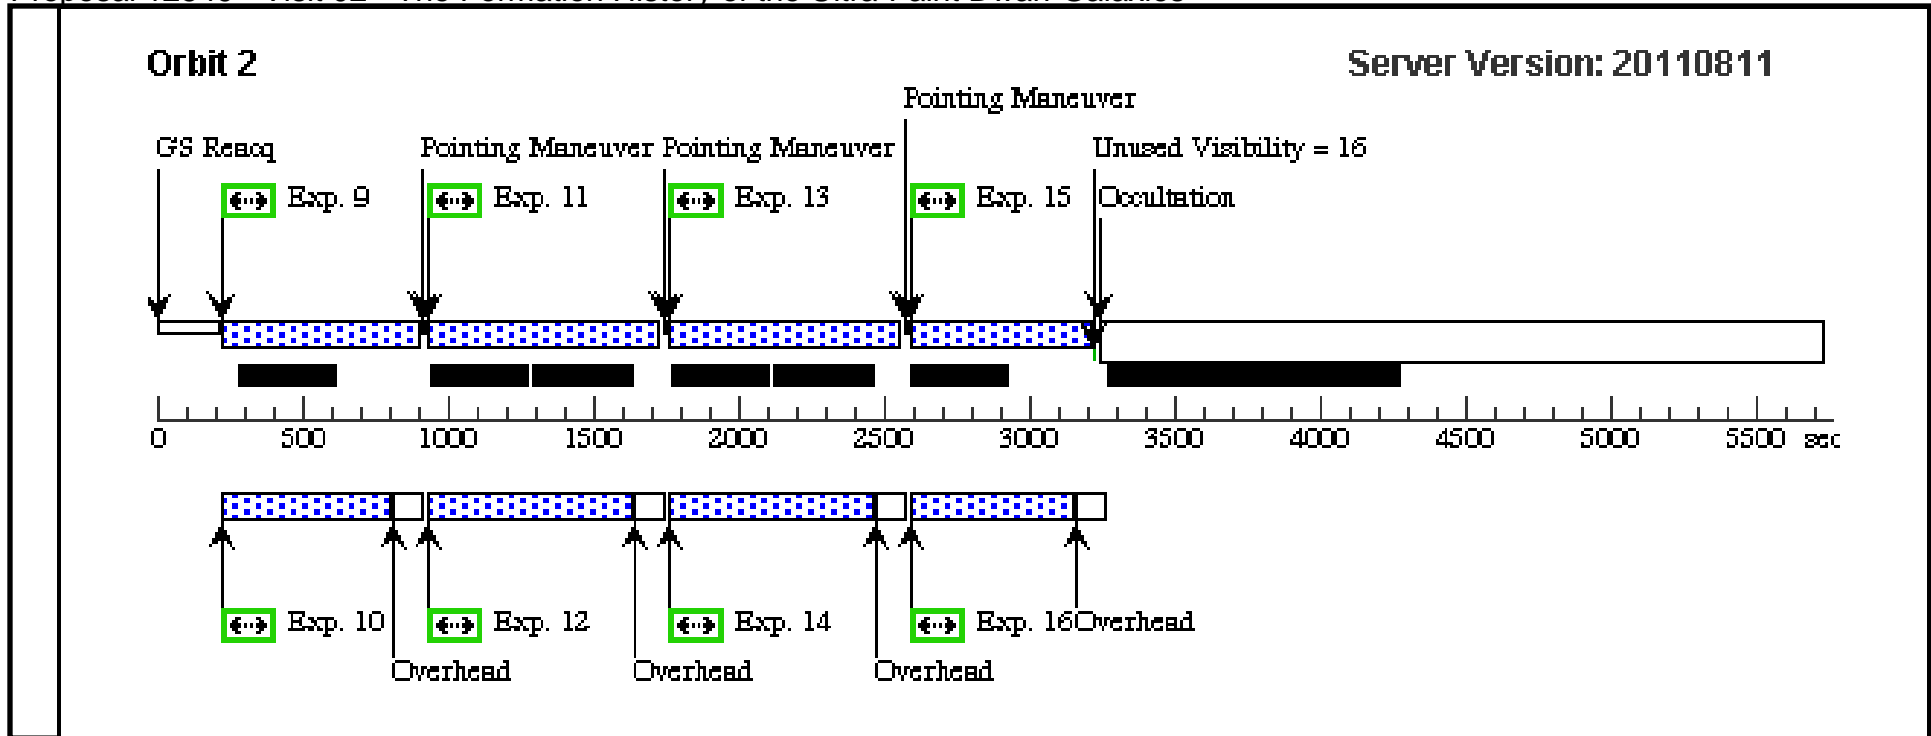 Orbit 2
Server Version: 20110811
Pointing Maneuver
GS Reacq
Pointing Maneuver
Pointing Maneuver
Unused Visibility = 16
Exp. 9
Exp. 11
Exp. 13
Exp. 15
Occultation
0
500
1000
1500
2000
2500
3000
3500
4000
4500
5000
5500
sec
Exp. 10
Exp. 12
Exp. 14
Exp. 16
Overhead
Overhead
Overhead
Overhead